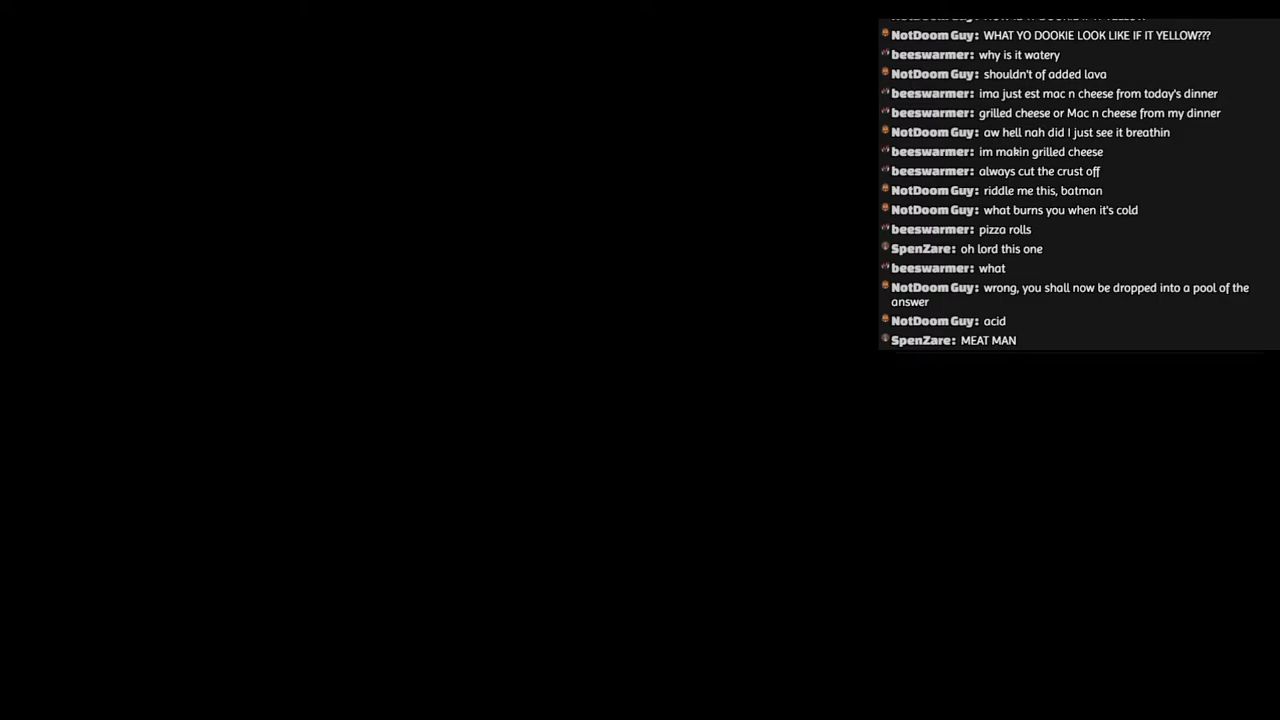 NotDoom Guy: WHAT YO DOOKIE LOOK LIKE IF IT YELLOW???
beeswarmer: why is it watery
NotDoom Guy: shouldn't of added lava
beeswarmer: ima just est mac n cheese from today's dinner
beeswarmer: grilled cheese or Mac n cheese from my dinner
NotDoom Guy: aw hell nah did I just see it breathin
beeswarmer: im makin grilled cheese
beeswarmer: always cut the crust off
NotDoom Guy: riddle me this, batman
NotDoom Guy: what burns you when it's cold
beeswarmer: pizza rolls
SpenZare: oh lord this one
beeswarmer: what
NotDoom Guy: wrong, you shall now be dropped into a pool of the
answer
NotDoom Guy: acid
SpenZare: MEAT MAN